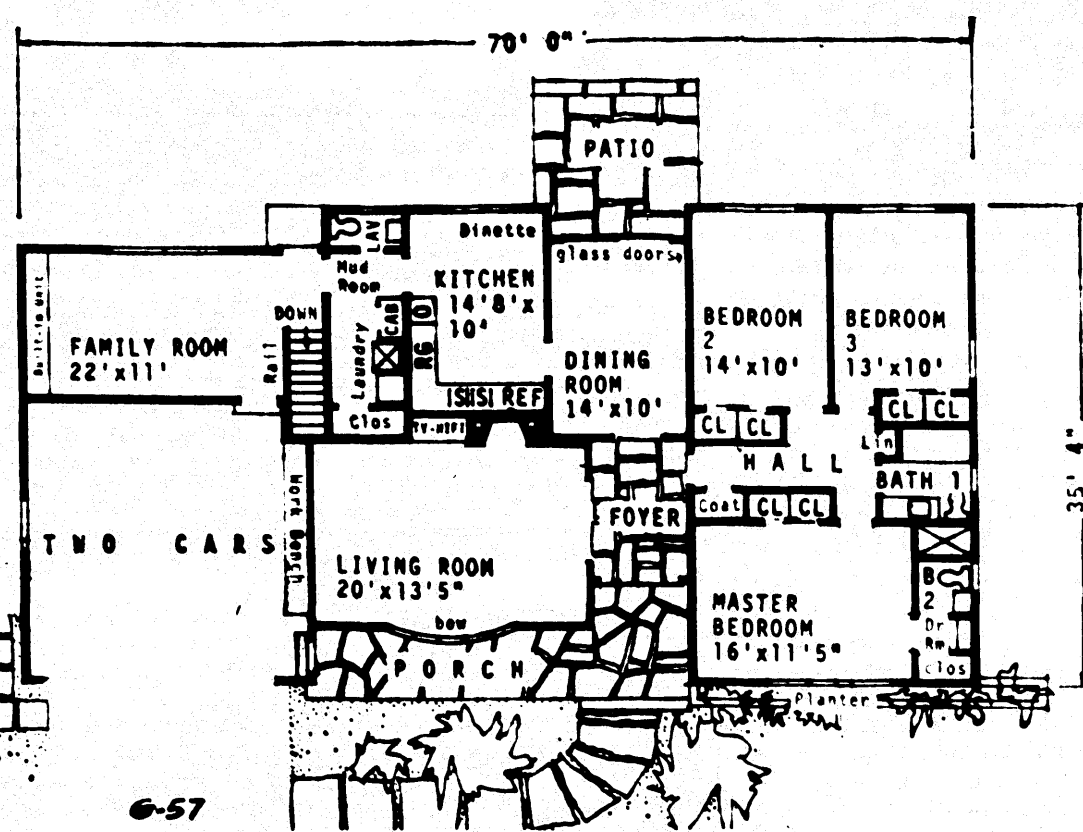 70' 0"
PATIO
LAV
Dinette
glass doors
Mud
Room
KITCHEN
14'8'x
10'
Built-in Unit
DOWN
CAB
O
FAMILY ROOM
22'x11'
Rail
Laundry
RG
BEDROOM
2
14'x10'
BEDROOM
3
13'x10'
DINING
ROOM
14'x10'
S S REF
Clos
TV-HIFI
CL CL
CL CL
Lin
HALL
BATH 1
35' 4"
Work Bench
Coat CL CL
FOYER
TWO CARS
LIVING ROOM
20'x13'5"
B
2
MASTER
BEDROOM
16'x11'5"
Dr
Rm
bow
PORCH
clos
Planter
G-57